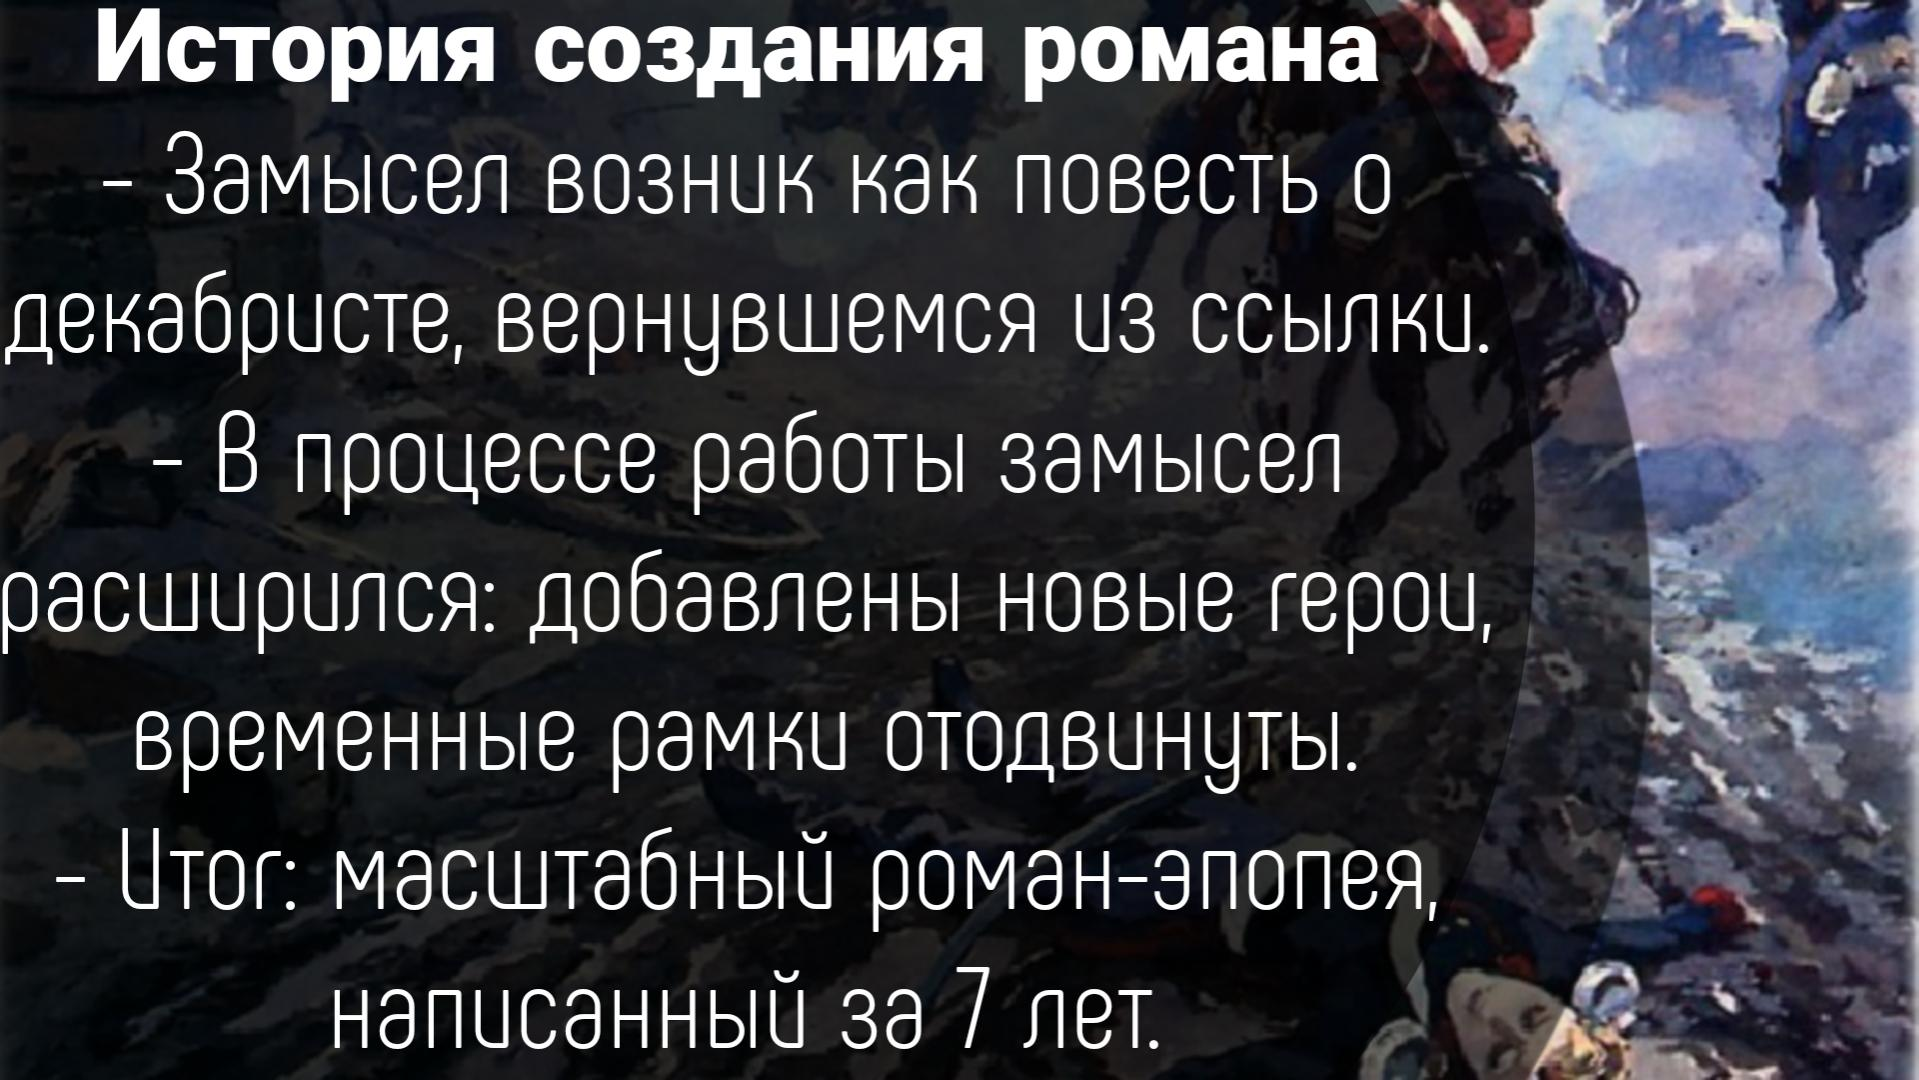 История создания романа
- Замысел возник как повесть о
декабристе, вернувшемся из ссылки.
- В процессе работы замысел
расширился: добавлены новые герои,
временные рамки отодвинуты.
- Итог: масштабный роман-эпопея,
написанный за 7 лет.